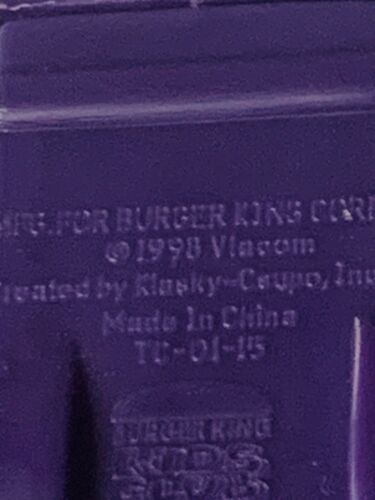 MFG. FOR BURGER KING CORP
©1998 Viacom
Created by Klasky-Csupo, Inc
Made In China
TC-01-15
BURGER KING
KIDS